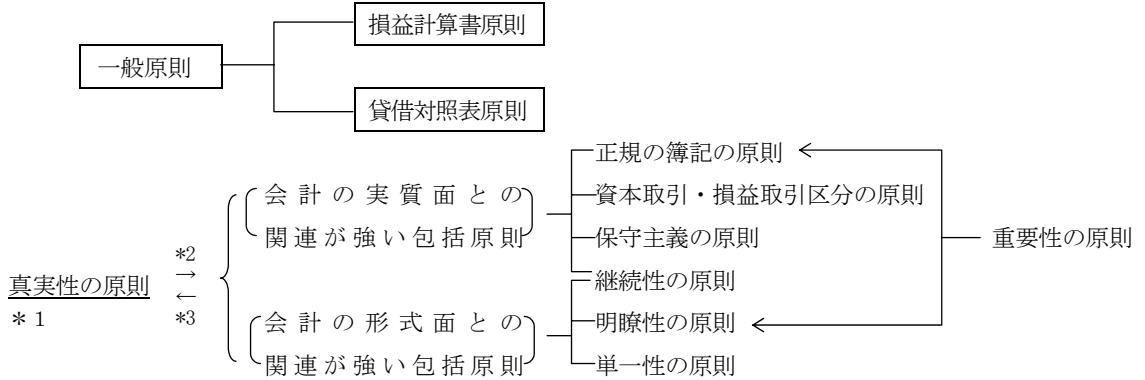 損益計算書原則
一般原則
貸借対照表原則
正規の簿記の原則
会計の実質面との
関連が強い包括原則
資本取引・損益取引区分の原則
保守主義の原則
重要性の原則
*2
→
←
*3
真実性の原則
＊1
継続性の原則
会計の形式面との
関連が強い包括原則
明瞭性の原則
単一性の原則